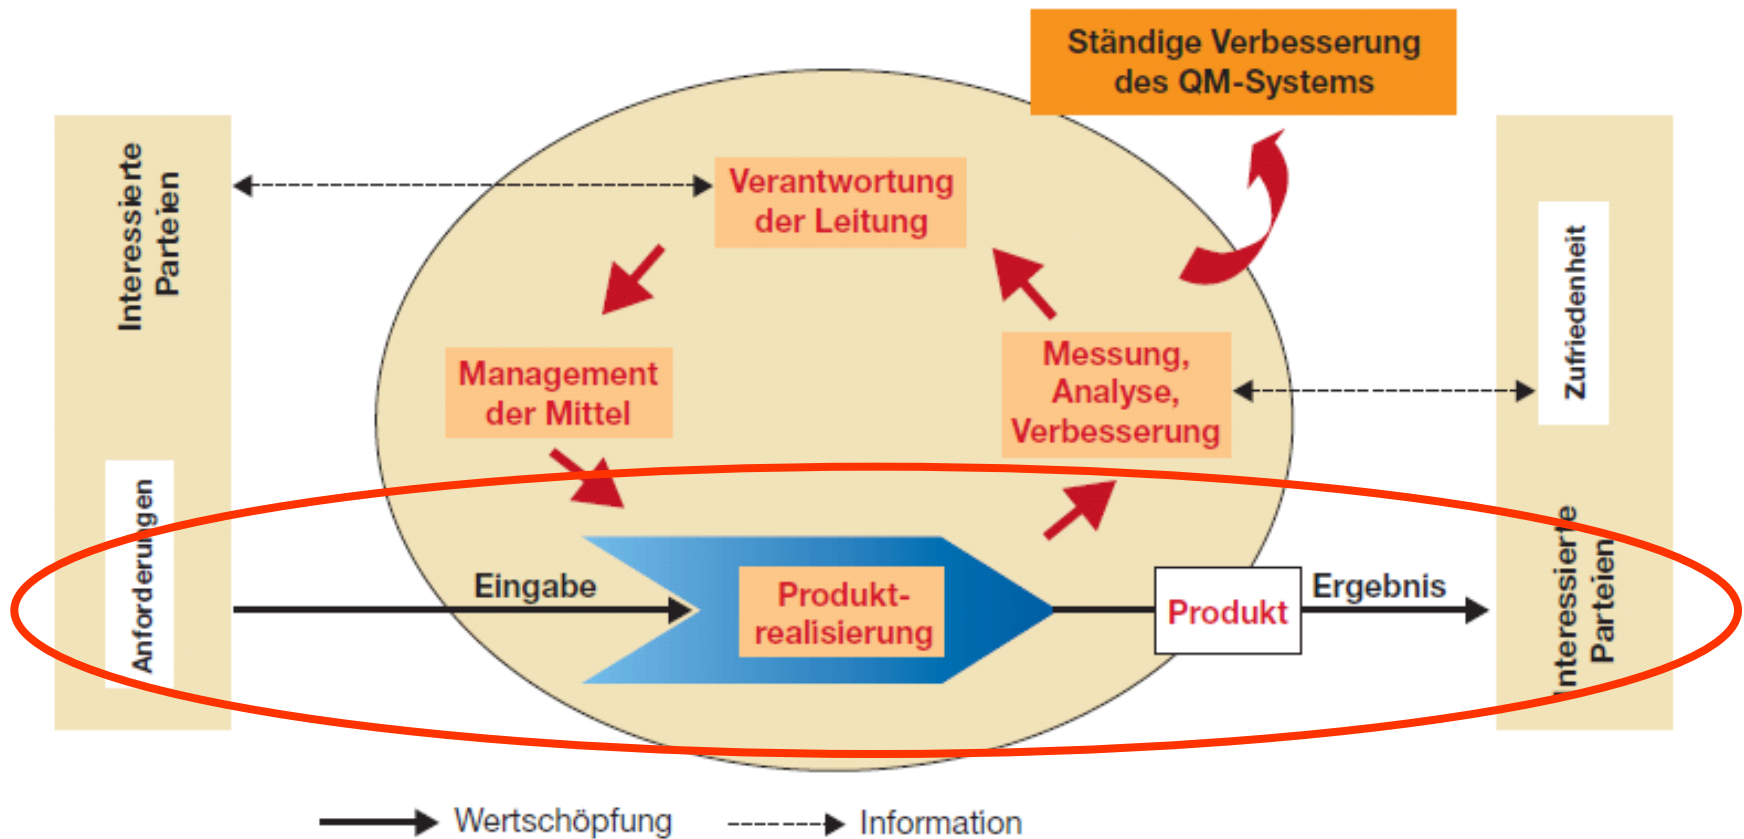 Ständige Verbesserung
des QM-Systems
Interessierte
Parteien
Verantwortung
der Leitung
Zufriedenheit
Management
der Mittel
Messung,
Analyse,
Verbesserung
Anforderungen
Eingabe
Produkt-
realisierung
Produkt
Ergebnis
Interessierte
Parteien
Wertschöpfung
Information